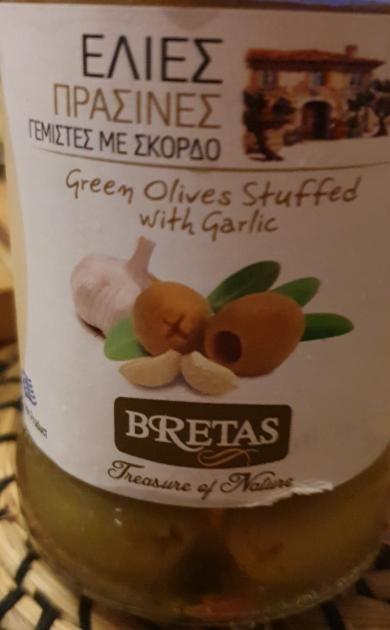 ΕΛΙΕΣ
ΠΡΑΣΙΝΕΣ
ΓΕΜΙΣΤΕΣ ΜΕ ΣΚΟΡΔΟ
Green Olives Stuffed
with Garlic
BRETAS
Treasure of Nature